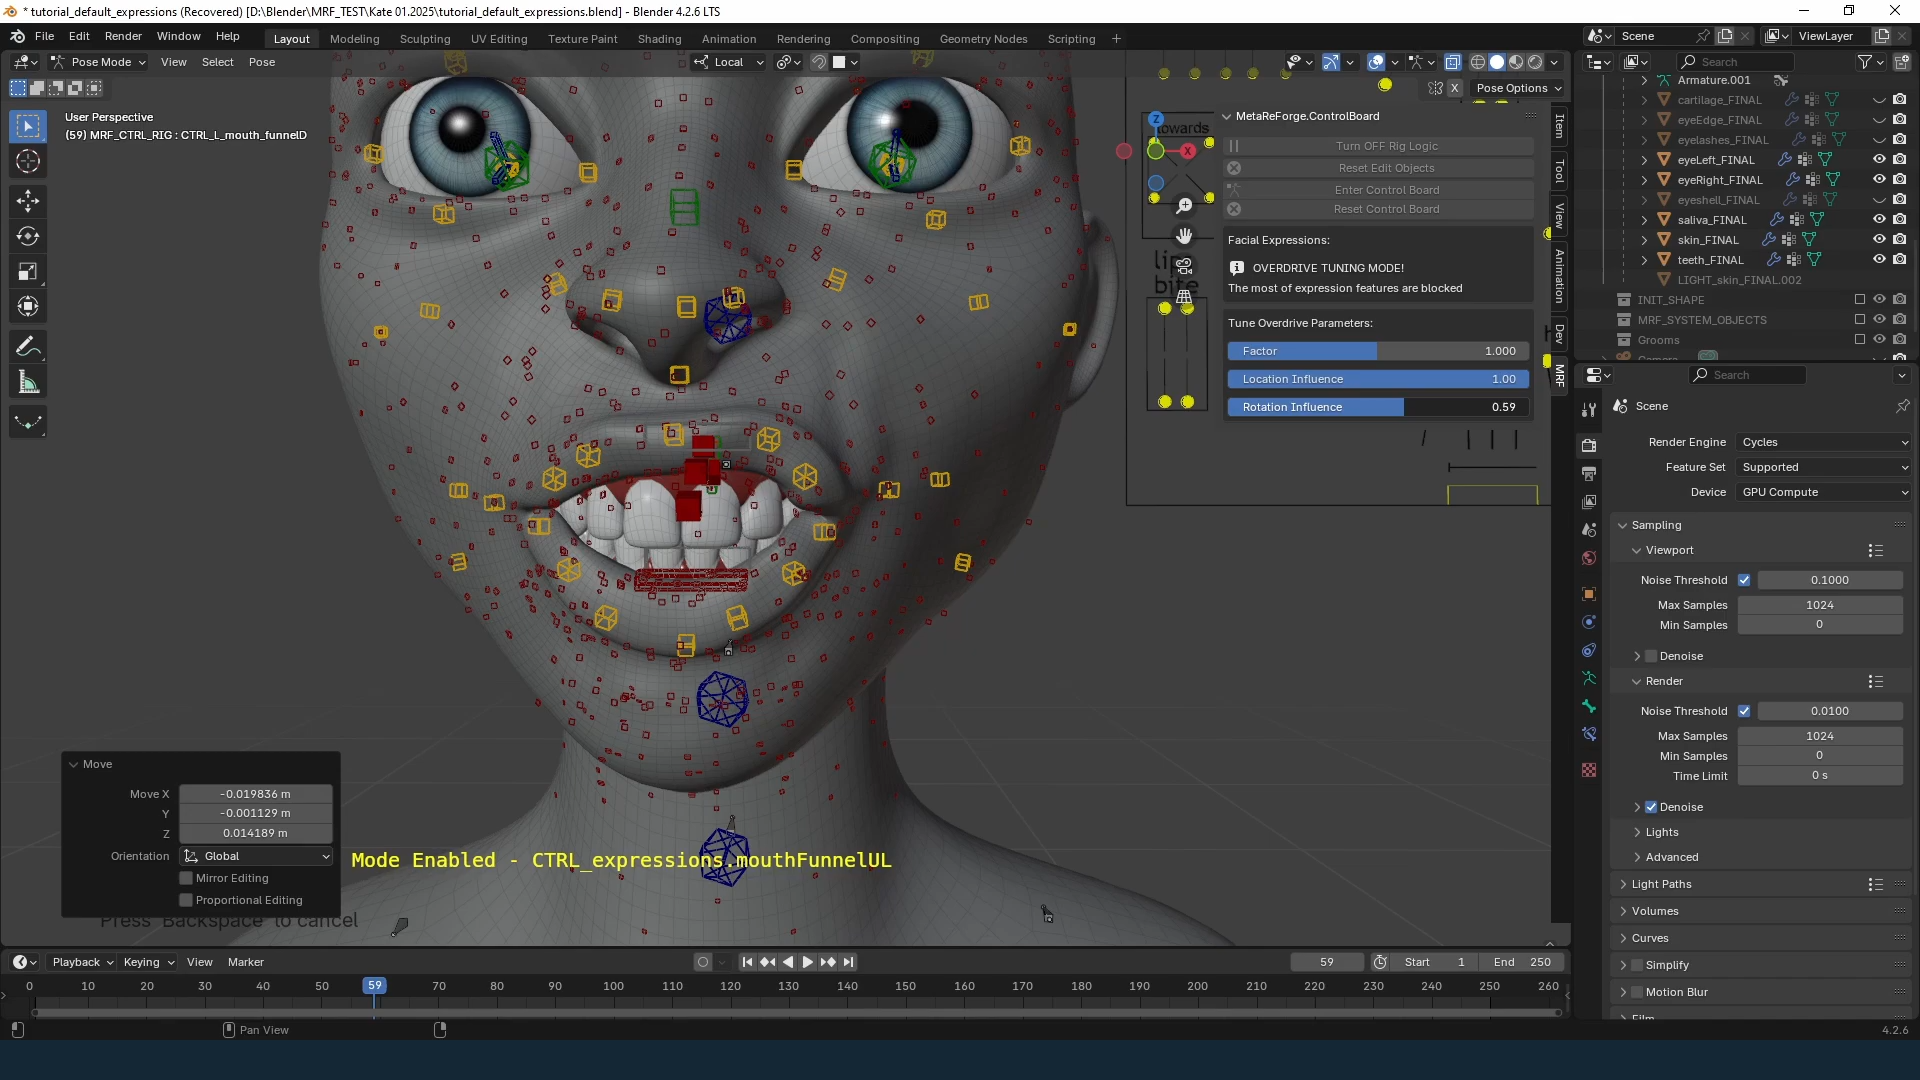 * tutorial_default_expressions (Recovered) [D:\Blender\MRF_TEST\Kate 01.2025\tutorial_default_expressions.blend] - Blender 4.2.6 LTS
File Edit Render Window Help
Layout Modeling Sculpting UV Editing Texture Paint Shading Animation Rendering Compositing Geometry Nodes Scripting +
Scene
ViewLayer
Pose Mode View Select Pose
Local
Pose Options
X
User Perspective
(59) MRF_CTRL_RIG : CTRL_L_mouth_funnelD
towards
lip
bite
Z
X
MetaReForge.ControlBoard
Turn OFF Rig Logic
Reset Edit Objects
Enter Control Board
Reset Control Board
Facial Expressions:
OVERDRIVE TUNING MODE!
The most of expression features are blocked
Tune Overdrive Parameters:
Factor 1.000
Location Influence 1.00
Rotation Influence 0.59
Item
Tool
View
Animation
Dev
MRF
Search
Armature.001
cartilage_FINAL
eyeEdge_FINAL
eyelashes_FINAL
eyeLeft_FINAL
eyeRight_FINAL
eyeshell_FINAL
saliva_FINAL
skin_FINAL
teeth_FINAL
LIGHT_skin_FINAL.002
INIT_SHAPE
MRF_SYSTEM_OBJECTS
Grooms
Camera
Search
Scene
Render Engine Cycles
Feature Set Supported
Device GPU Compute
Sampling
Viewport
Noise Threshold 0.1000
Max Samples 1024
Min Samples 0
Denoise
Render
Noise Threshold 0.0100
Max Samples 1024
Min Samples 0
Time Limit 0 s
Denoise
Lights
Advanced
Light Paths
Volumes
Curves
Simplify
Motion Blur
Film
Move
Move X -0.019836 m
Y -0.001129 m
Z 0.014189 m
Orientation Global
Mirror Editing
Proportional Editing
Mode Enabled - CTRL_expressions.mouthFunnelUL
Press Backspace to cancel
Playback Keying View Marker
59 Start 1 End 250
0 10 20 30 40 50 59 70 80 90 100 110 120 130 140 150 160 170 180 190 200 210 220 230 240 250 260
Pan View
4.2.6